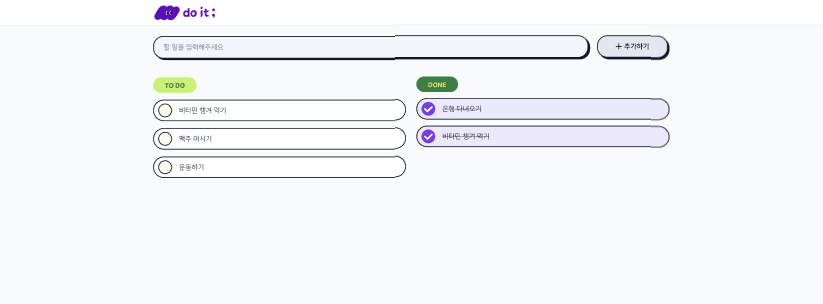 do it ;
할 일을 입력해주세요
+ 추가하기
TO DO
비타민 챙겨 먹기
맥주 마시기
운동하기
DONE
은행 다녀오기
비타민 챙겨 먹기